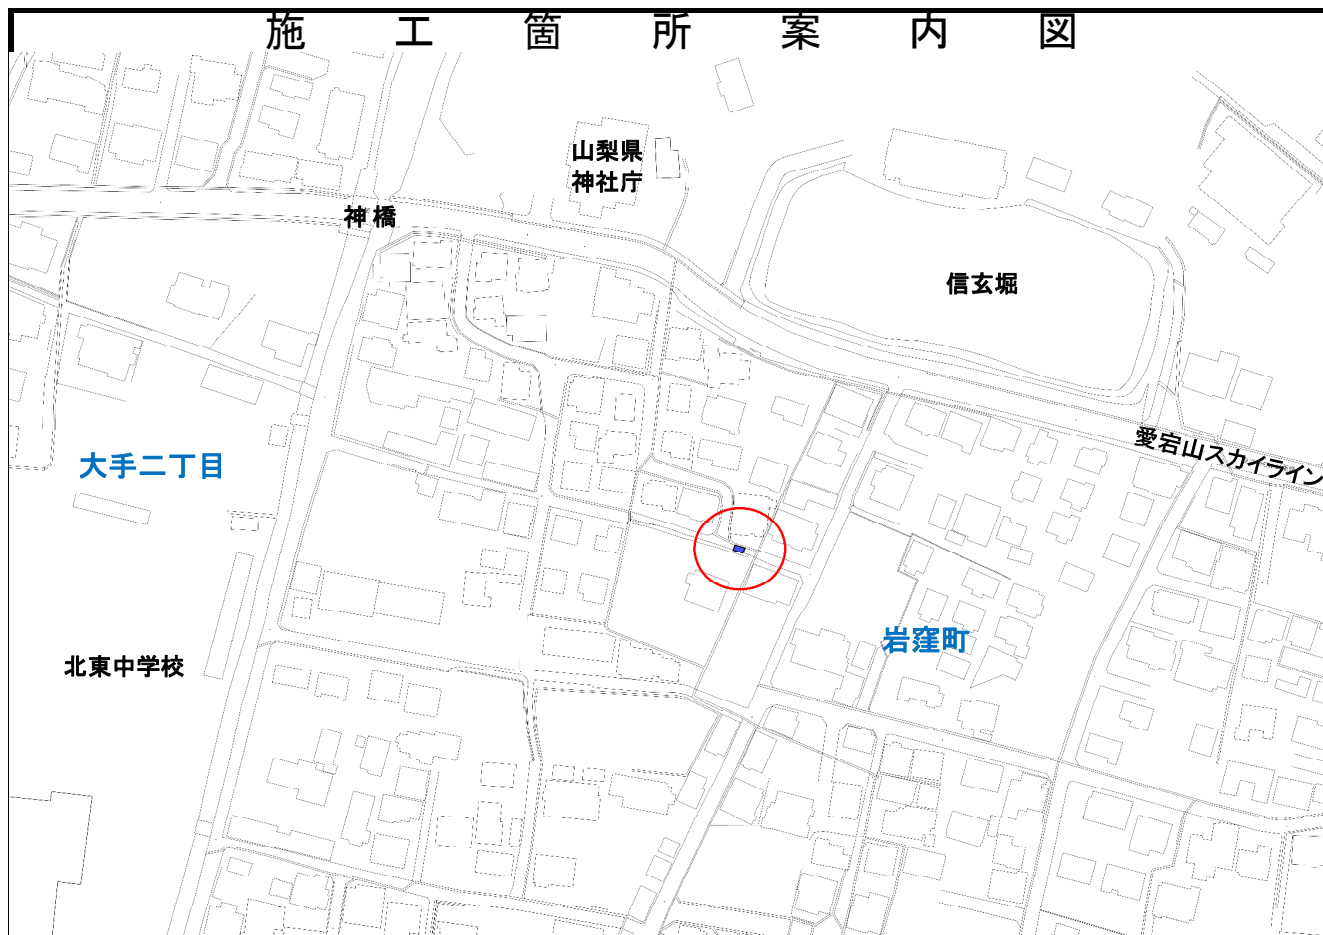 施工箇所案内図
山梨県
神社庁
神橋
信玄堀
愛宕山スカイライン
大手二丁目
岩窪町
北東中学校